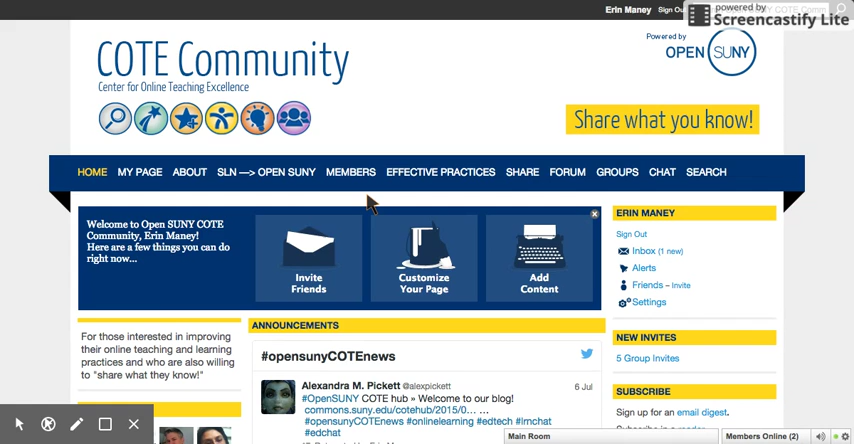 Erin Maney
Sign Out
powered by
Screencastify Lite
COTE Community
Center for Online Teaching Excellence
Powered by
OPEN SUNY
Share what you know!
HOME MY PAGE ABOUT SLN —> OPEN SUNY MEMBERS EFFECTIVE PRACTICES SHARE FORUM GROUPS CHAT SEARCH
Welcome to Open SUNY COTE
Community, Erin Maney!
Here are a few things you can do
right now...
Invite
Friends
Customize
Your Page
Add
Content
ERIN MANEY
Sign Out
Inbox (1 new)
Alerts
Friends – Invite
Settings
For those interested in improving
their online teaching and learning
practices and who are also willing
to "share what they know!"
ANNOUNCEMENTS
#opensunyCOTEnews
Alexandra M. Pickett @alexpickett 6 Jul
#OpenSUNY COTE hub » Welcome to our blog!
commons.suny.edu/cotehub/2015/0... …
#opensunyCOTEnews #onlinelearning #edtech #lrnchat
#edchat
NEW INVITES
5 Group Invites
SUBSCRIBE
Sign up for an email digest.
Main Room
Members Online (2)